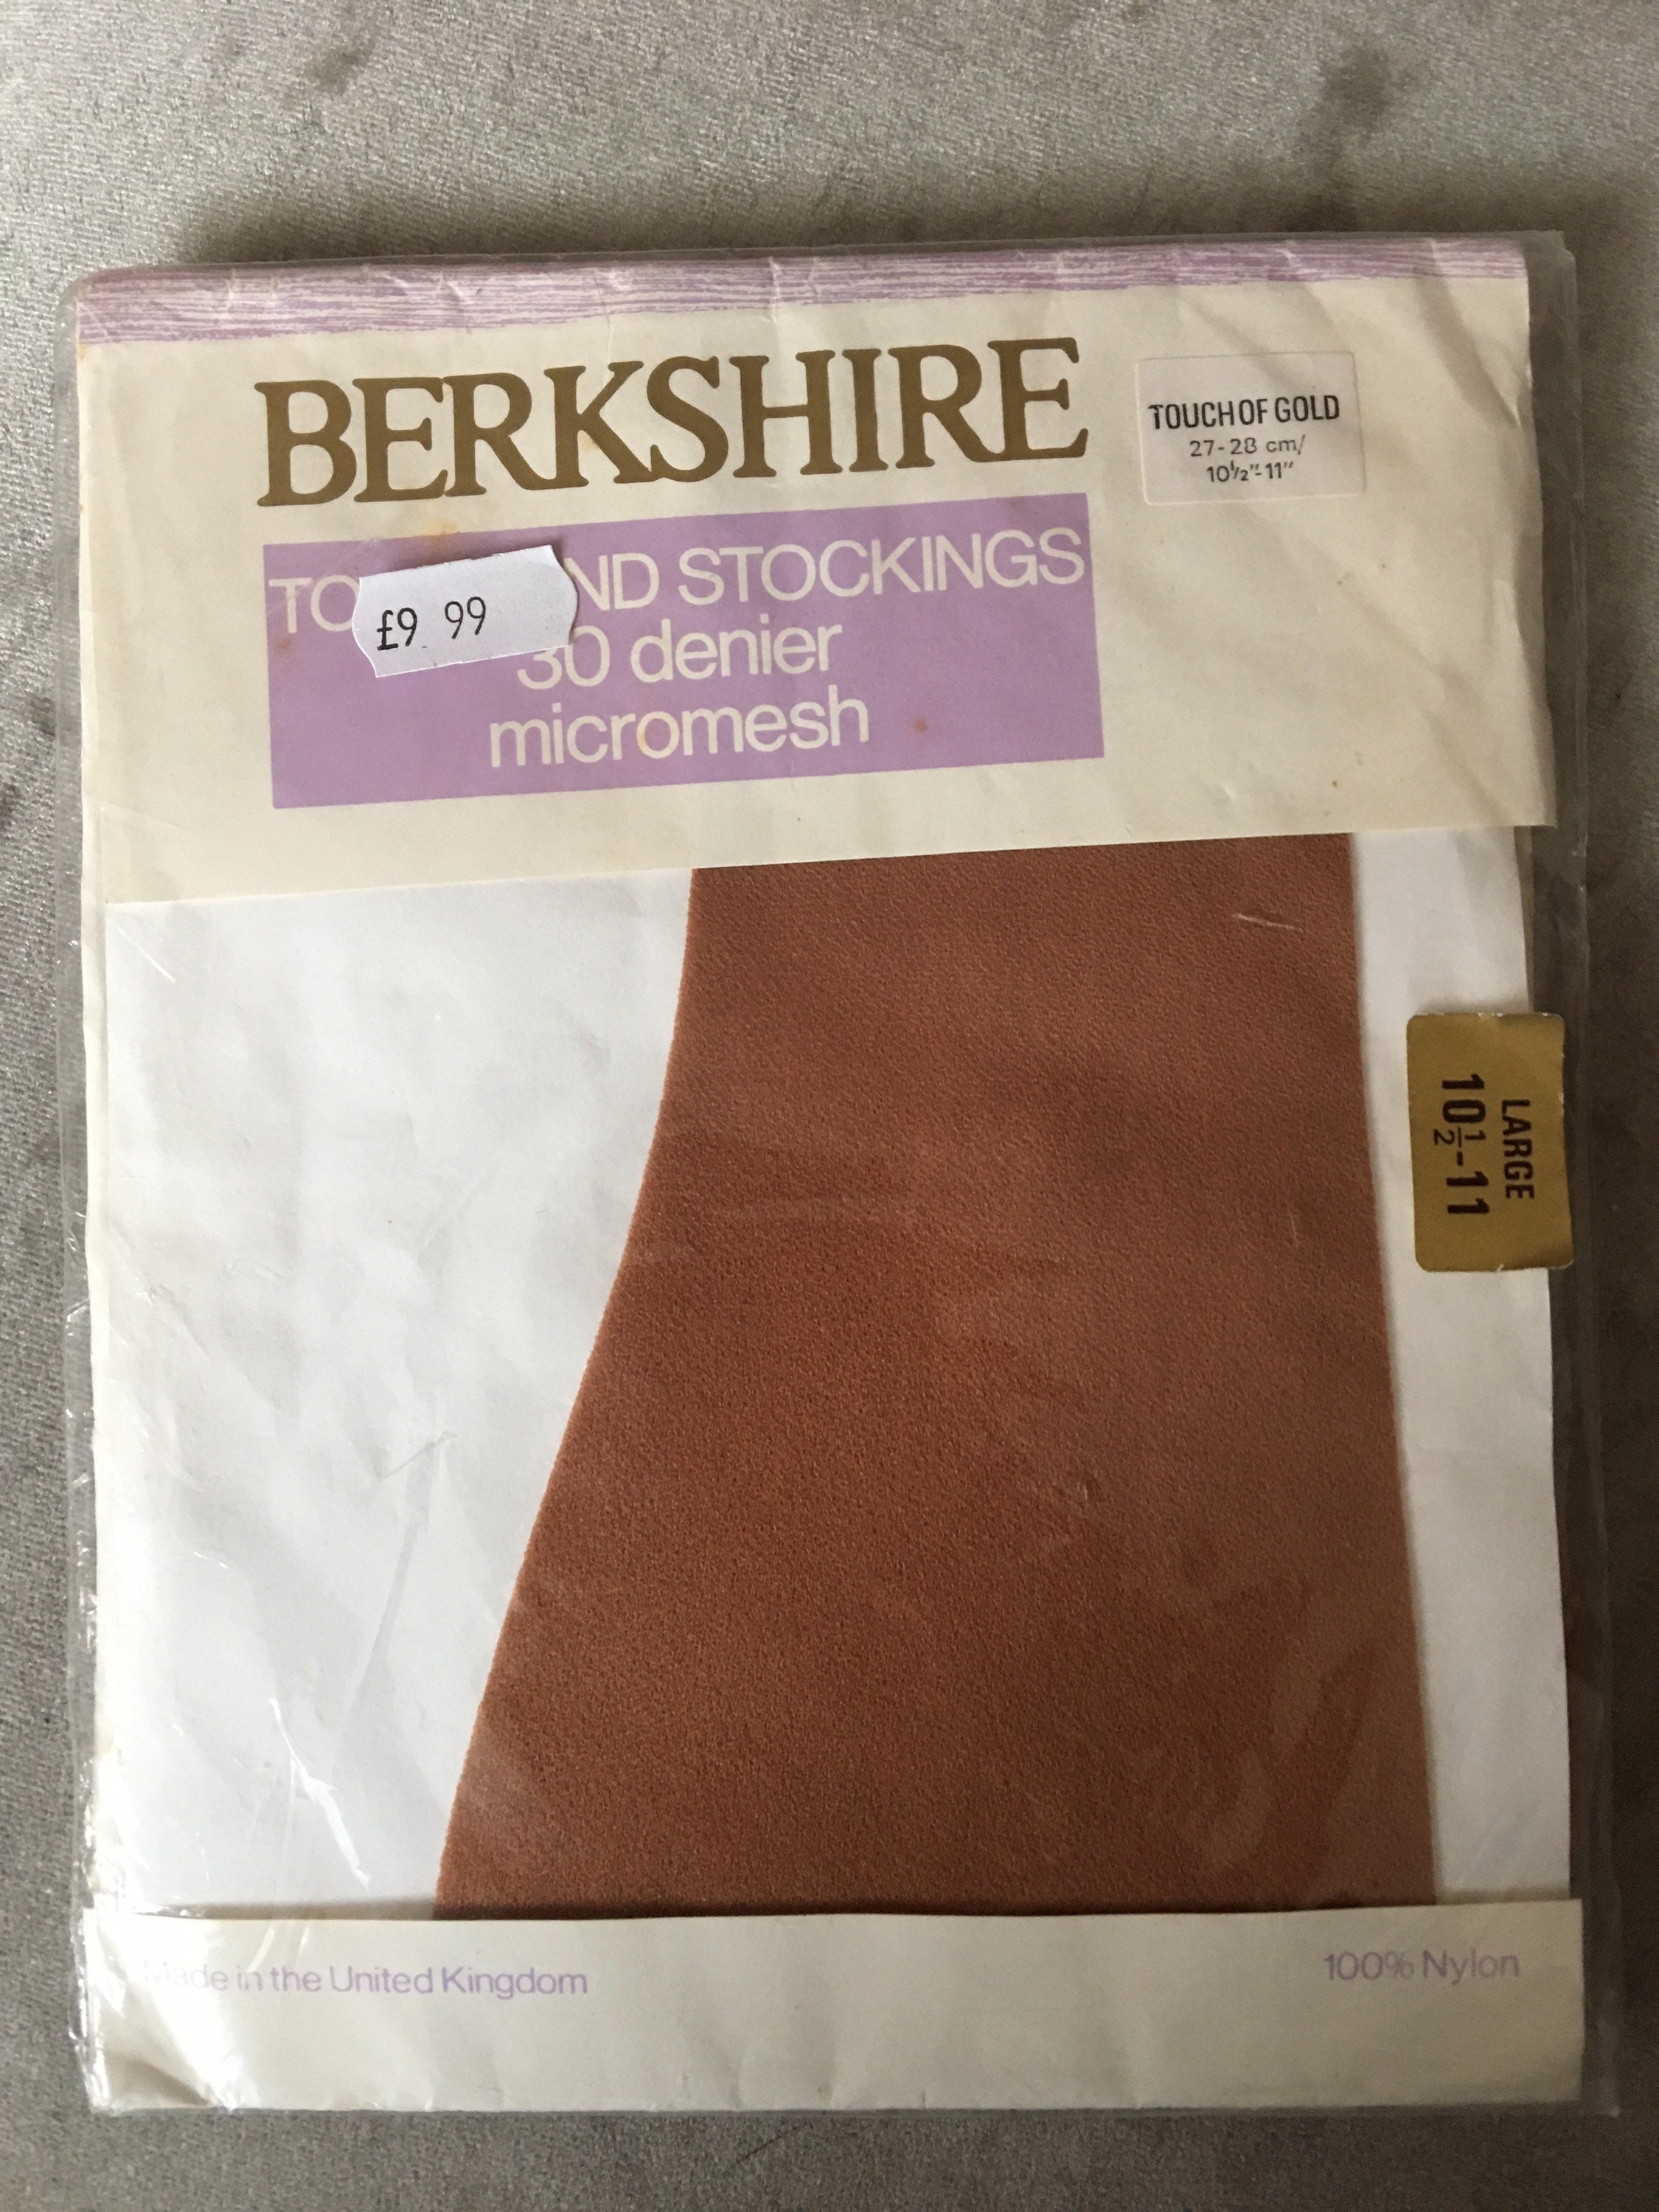 BERKSHIRE
TOUCH OF GOLD
27-28 cm/
10½"-11"
TO ND STOCKINGS
£9 99
30 denier
micromesh
LARGE
10½-11
Made in the United Kingdom
100% Nylon